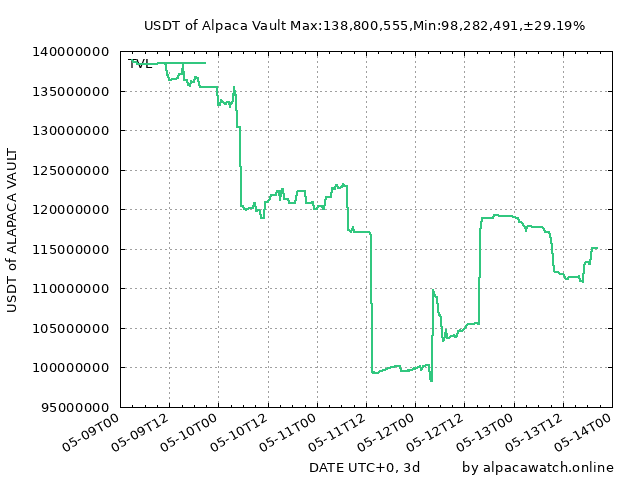 USDT of Alpaca Vault Max:138,800,555,Min:98,282,491,±29.19%
140000000
TVL
135000000
130000000
125000000
120000000
115000000
110000000
105000000
100000000
95000000
USDT of ALAPACA VAULT
05-09T00
05-09T12
05-10T00
05-10T12
05-11T00
05-11T12
05-12T00
05-12T12
05-13T00
05-13T12
05-14T00
DATE UTC+0, 3d
by alpacawatch.online